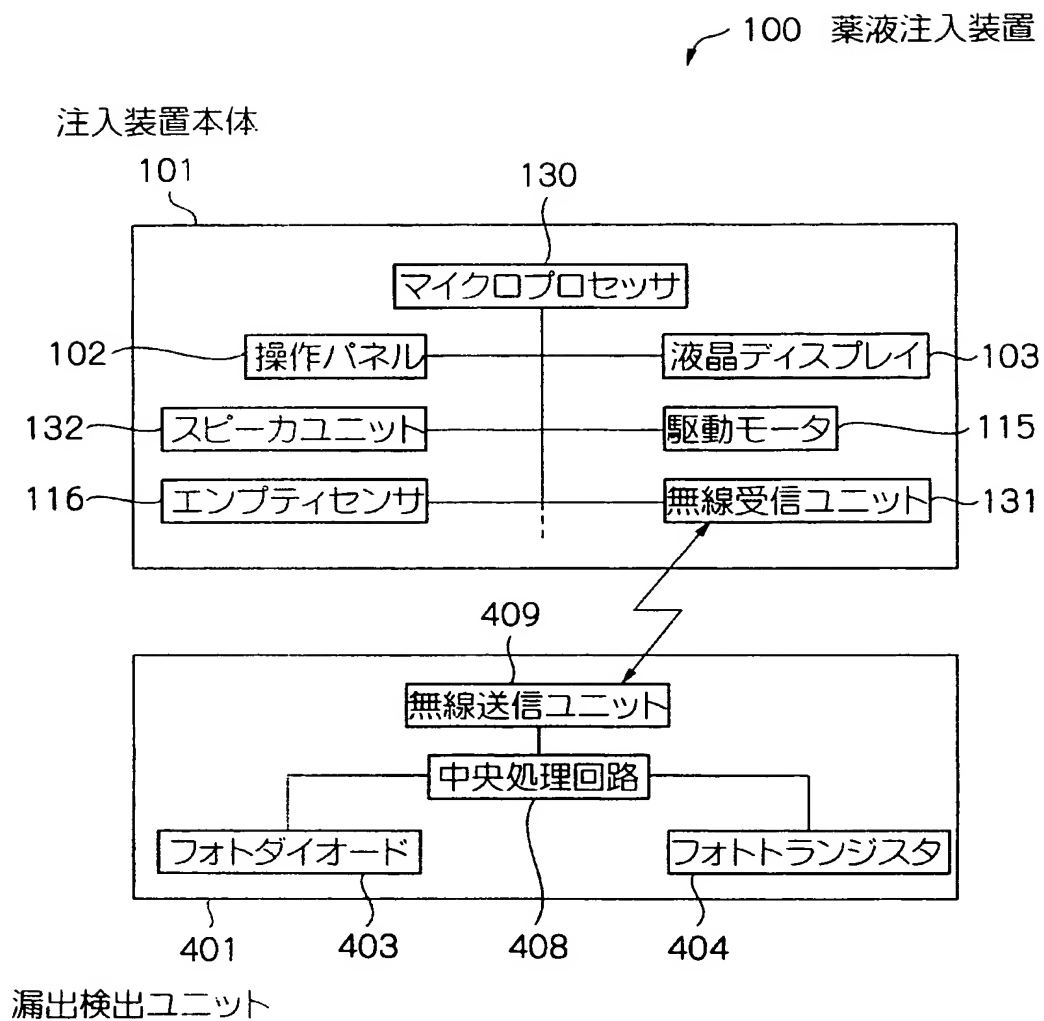 100 薬液注入装置
注入装置本体
101
130
マイクロプロセッサ
102 操作パネル 液晶ディスプレイ 103
132 スピーカユニット 駆動モータ 115
116 エンプティセンサ 無線受信ユニット 131
409
無線送信ユニット
中央処理回路
フォトダイオード フォトトランジスタ
401 403 408 404
漏出検出ユニット